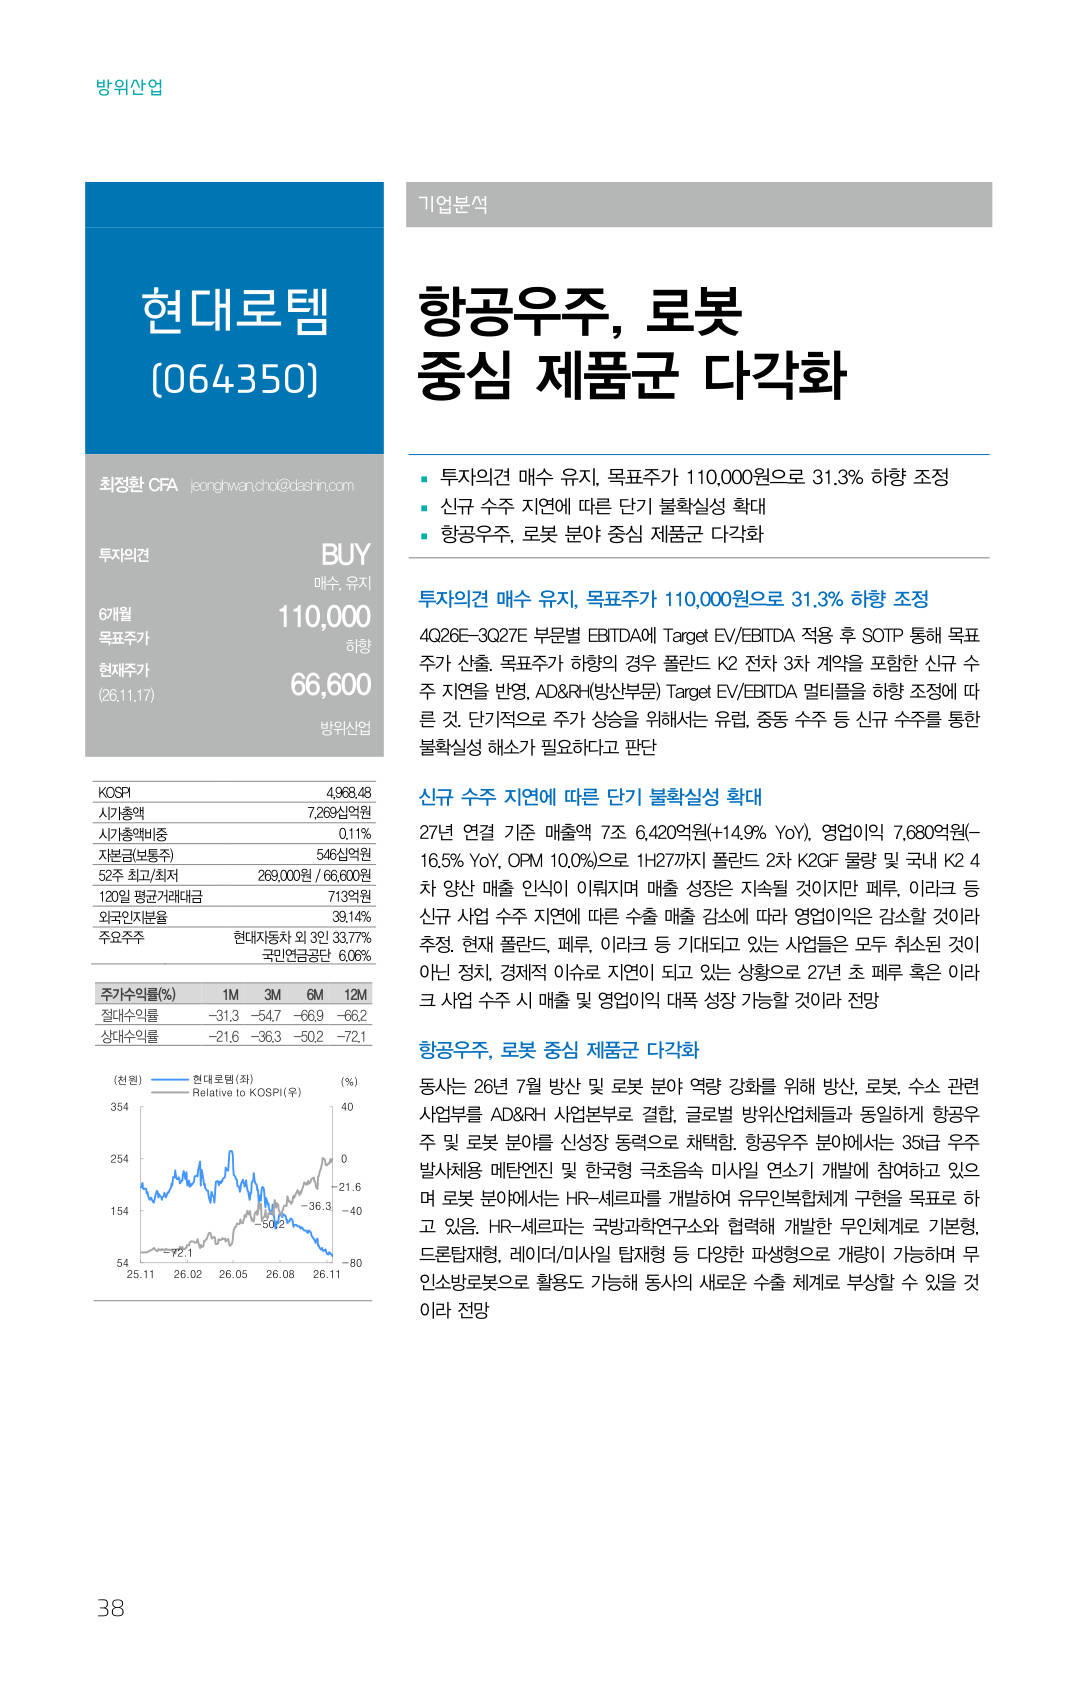 방위산업
현대로템
(064350)
최정환 CFA jeonghwan.choi@daishin.com
투자의견 BUY
매수, 유지
6개월
목표주가 110,000
하향
현재주가
(26.11.17) 66,600
방위산업
KOSPI 4,968.48
시가총액 7,269십억원
시가총액비중 0.11%
자본금(보통주) 546십억원
52주 최고/최저 269,000원 / 66,600원
120일 평균거래대금 713억원
외국인지분율 39.14%
주요주주 현대자동차 외 3인 33.77%
국민연금공단 6.06%
주가수익률(%) 1M 3M 6M 12M
절대수익률 -31.3 -54.7 -66.9 -66.2
상대수익률 -21.6 -36.3 -50.2 -72.1
(천원) 현대로템(좌) (%)
Relative to KOSPI(우)
354 40
254 0
-21.6
154 -36.3 -40
-50.2
-72.1
54 -80
25.11 26.02 26.05 26.08 26.11
기업분석
항공우주, 로봇
중심 제품군 다각화
▪ 투자의견 매수 유지, 목표주가 110,000원으로 31.3% 하향 조정
▪ 신규 수주 지연에 따른 단기 불확실성 확대
▪ 항공우주, 로봇 분야 중심 제품군 다각화
투자의견 매수 유지, 목표주가 110,000원으로 31.3% 하향 조정
4Q26E-3Q27E 부문별 EBITDA에 Target EV/EBITDA 적용 후 SOTP 통해 목표
주가 산출. 목표주가 하향의 경우 폴란드 K2 전차 3차 계약을 포함한 신규 수
주 지연을 반영, AD&RH(방산부문) Target EV/EBITDA 멀티플을 하향 조정에 따
른 것. 단기적으로 주가 상승을 위해서는 유럽, 중동 수주 등 신규 수주를 통한
불확실성 해소가 필요하다고 판단
신규 수주 지연에 따른 단기 불확실성 확대
27년 연결 기준 매출액 7조 6,420억원(+14.9% YoY), 영업이익 7,680억원(-
16.5% YoY, OPM 10.0%)으로 1H27까지 폴란드 2차 K2GF 물량 및 국내 K2 4
차 양산 매출 인식이 이뤄지며 매출 성장은 지속될 것이지만 페루, 이라크 등
신규 사업 수주 지연에 따른 수출 매출 감소에 따라 영업이익은 감소할 것이라
추정. 현재 폴란드, 페루, 이라크 등 기대되고 있는 사업들은 모두 취소된 것이
아닌 정치, 경제적 이슈로 지연이 되고 있는 상황으로 27년 초 페루 혹은 이라
크 사업 수주 시 매출 및 영업이익 대폭 성장 가능할 것이라 전망
항공우주, 로봇 중심 제품군 다각화
동사는 26년 7월 방산 및 로봇 분야 역량 강화를 위해 방산, 로봇, 수소 관련
사업부를 AD&RH 사업본부로 결합, 글로벌 방위산업체들과 동일하게 항공우
주 및 로봇 분야를 신성장 동력으로 채택함. 항공우주 분야에서는 35t급 우주
발사체용 메탄엔진 및 한국형 극초음속 미사일 연소기 개발에 참여하고 있으
며 로봇 분야에서는 HR-셰르파를 개발하여 유무인복합체계 구현을 목표로 하
고 있음. HR-셰르파는 국방과학연구소와 협력해 개발한 무인체계로 기본형,
드론탑재형, 레이더/미사일 탑재형 등 다양한 파생형으로 개량이 가능하며 무
인소방로봇으로 활용도 가능해 동사의 새로운 수출 체계로 부상할 수 있을 것
이라 전망
38